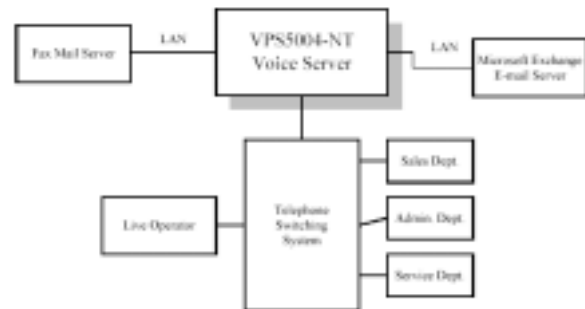 VPS5004-NT
Voice Server
LAN
Fax Mail Server
LAN
Microsoft Exchange
E-mail Server
Sales Dept.
Telephone
Switching
System
Live Operator
Admin. Dept.
Service Dept.